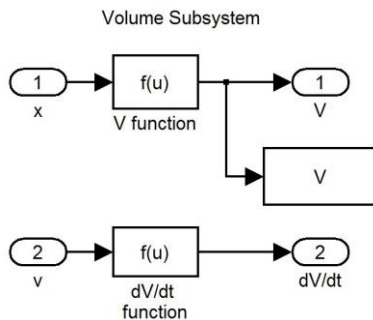 Volume Subsystem
1
x
f(u)
V function
1
V
V
2
v
f(u)
dV/dt
function
2
dV/dt